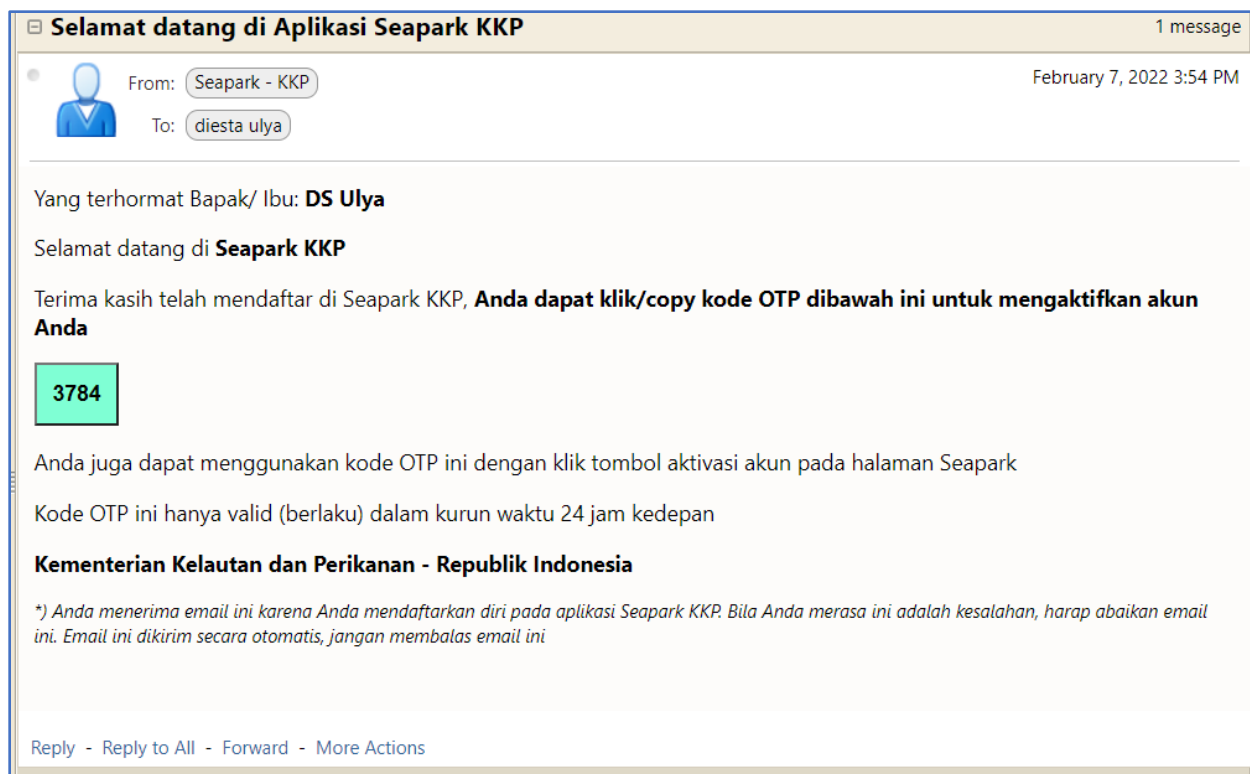 Selamat datang di Aplikasi Seapark KKP 1 message
From: Seapark - KKP February 7, 2022 3:54 PM
To: diesta ulya
Yang terhormat Bapak/ Ibu: DS Ulya
Selamat datang di Seapark KKP
Terima kasih telah mendaftar di Seapark KKP, Anda dapat klik/copy kode OTP dibawah ini untuk mengaktifkan akun
Anda
3784
Anda juga dapat menggunakan kode OTP ini dengan klik tombol aktivasi akun pada halaman Seapark
Kode OTP ini hanya valid (berlaku) dalam kurun waktu 24 jam kedepan
Kementerian Kelautan dan Perikanan - Republik Indonesia
*) Anda menerima email ini karena Anda mendaftarkan diri pada aplikasi Seapark KKP. Bila Anda merasa ini adalah kesalahan, harap abaikan email
ini. Email ini dikirim secara otomatis, jangan membalas email ini
Reply - Reply to All - Forward - More Actions